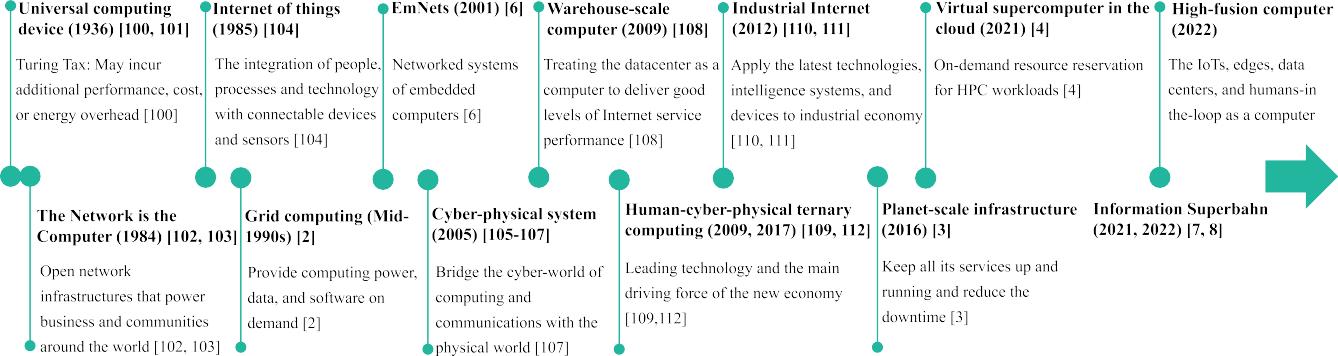 Universal computing
device (1936) [100, 101]
Turing Tax: May incur
additional performance, cost,
or energy overhead [100]
Internet of things
(1985) [104]
The integration of people,
processes and technology
with connectable devices
and sensors [104]
EmNets (2001) [6]
Networked systems
of embedded
computers [6]
Warehouse-scale
computer (2009) [108]
Treating the datacenter as a
computer to deliver good
levels of Internet service
performance [108]
Industrial Internet
(2012) [110, 111]
Apply the latest technologies,
intelligence systems, and
devices to industrial economy
[110, 111]
Virtual supercomputer in the
cloud (2021) [4]
On-demand resource reservation
for HPC workloads [4]
High-fusion computer
(2022)
The IoTs, edges, data
centers, and humans-in
the-loop as a computer
The Network is the
Computer (1984) [102, 103]
Open network
infrastructures that power
business and communities
around the world [102, 103]
Grid computing (Mid-
1990s) [2]
Provide computing power,
data, and software on
demand [2]
Cyber-physical system
(2005) [105-107]
Bridge the cyber-world of
computing and
communications with the
physical world [107]
Human-cyber-physical ternary
computing (2009, 2017) [109, 112]
Leading technology and the main
driving force of the new economy
[109,112]
Planet-scale infrastructure
(2016) [3]
Keep all its services up and
running and reduce the
downtime [3]
Information Superbahn
(2021, 2022) [7, 8]